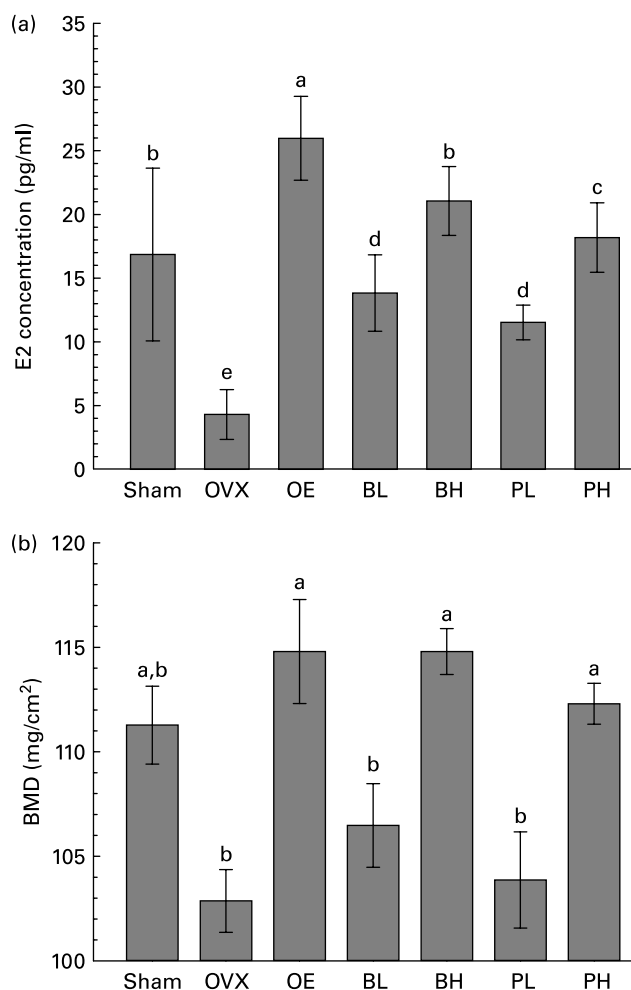 (a)
35
30
25
20
15
10
5
0
E2 concentration (pg/ml)
b
e
a
d
b
d
c
Sham OVX OE BL BH PL PH
(b)
120
115
110
105
100
BMD (mg/cm²)
a,b
b
a
b
a
b
a
Sham OVX OE BL BH PL PH